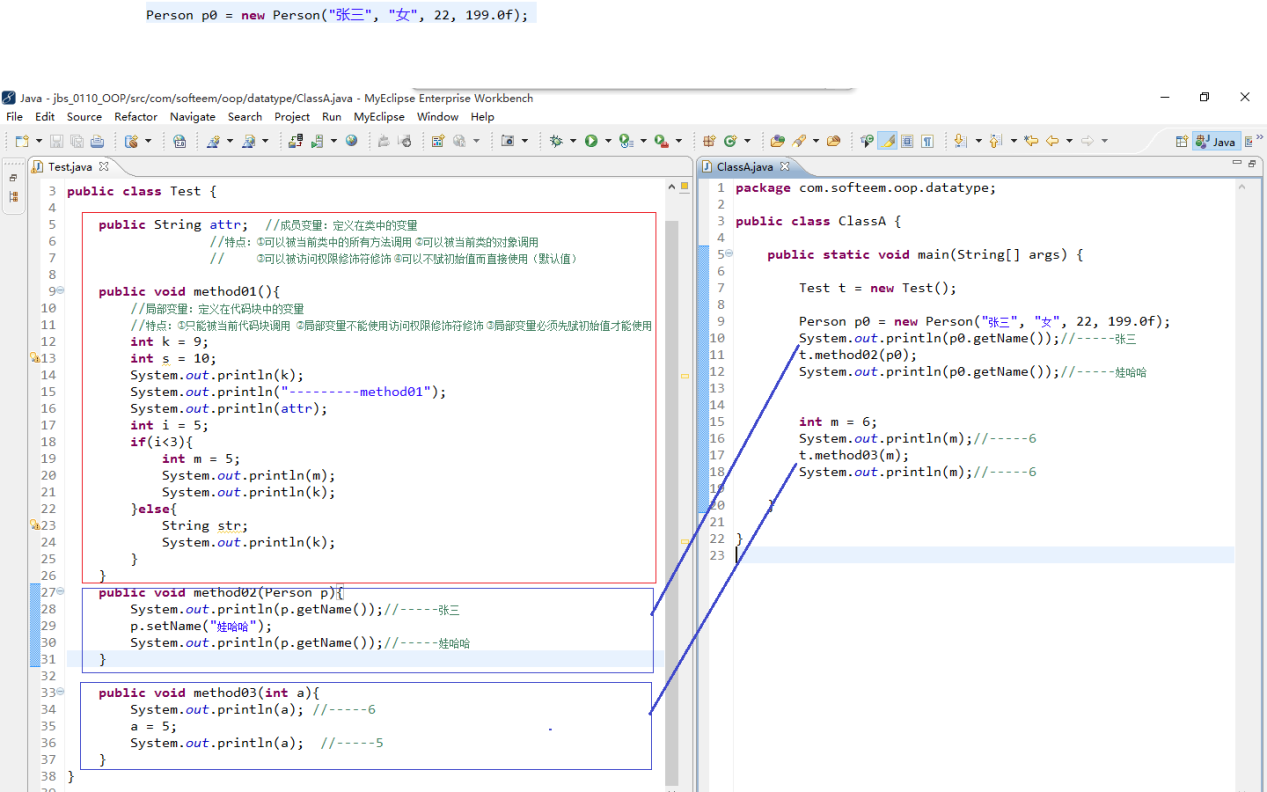 Person p0 = new Person("张三", "女", 22, 199.0f);
Java - jbs_0110_OOP/src/com/softeem/oop/datatype/ClassA.java - MyEclipse Enterprise Workbench
File Edit Source Refactor Navigate Search Project Run MyEclipse Window Help
Java
Test.java
3 public class Test {
4
5 public String attr; //成员变量：定义在类中的变量
6 //特点：①可以被当前类中的所有方法调用 ②可以被当前类的对象调用
7 // ③可以被访问权限修饰符修饰 ④可以不赋初始值而直接使用（默认值）
8
9 public void method01(){
10 //局部变量：定义在代码块中的变量
11 //特点：①只能被当前代码块调用 ②局部变量不能使用访问权限修饰符修饰 ③局部变量必须先赋初始值才能使用
12 int k = 9;
13 int s = 10;
14 System.out.println(k);
15 System.out.println("---------method01");
16 System.out.println(attr);
17 int i = 5;
18 if(i<3){
19 int m = 5;
20 System.out.println(m);
21 System.out.println(k);
22 }else{
23 String str;
24 System.out.println(k);
25 }
26 }
27 public void method02(Person p){
28 System.out.println(p.getName());//-----张三
29 p.setName("娃哈哈");
30 System.out.println(p.getName());//-----娃哈哈
31 }
32
33 public void method03(int a){
34 System.out.println(a); //-----6
35 a = 5;
36 System.out.println(a); //-----5
37 }
38 }
ClassA.java
1 package com.softeem.oop.datatype;
2
3 public class ClassA {
4
5 public static void main(String[] args) {
6
7 Test t = new Test();
8
9 Person p0 = new Person("张三", "女", 22, 199.0f);
10 System.out.println(p0.getName());//-----张三
11 t.method02(p0);
12 System.out.println(p0.getName());//-----娃哈哈
13
14
15 int m = 6;
16 System.out.println(m);//-----6
17 t.method03(m);
18 System.out.println(m);//-----6
19
20 }
21
22 }
23